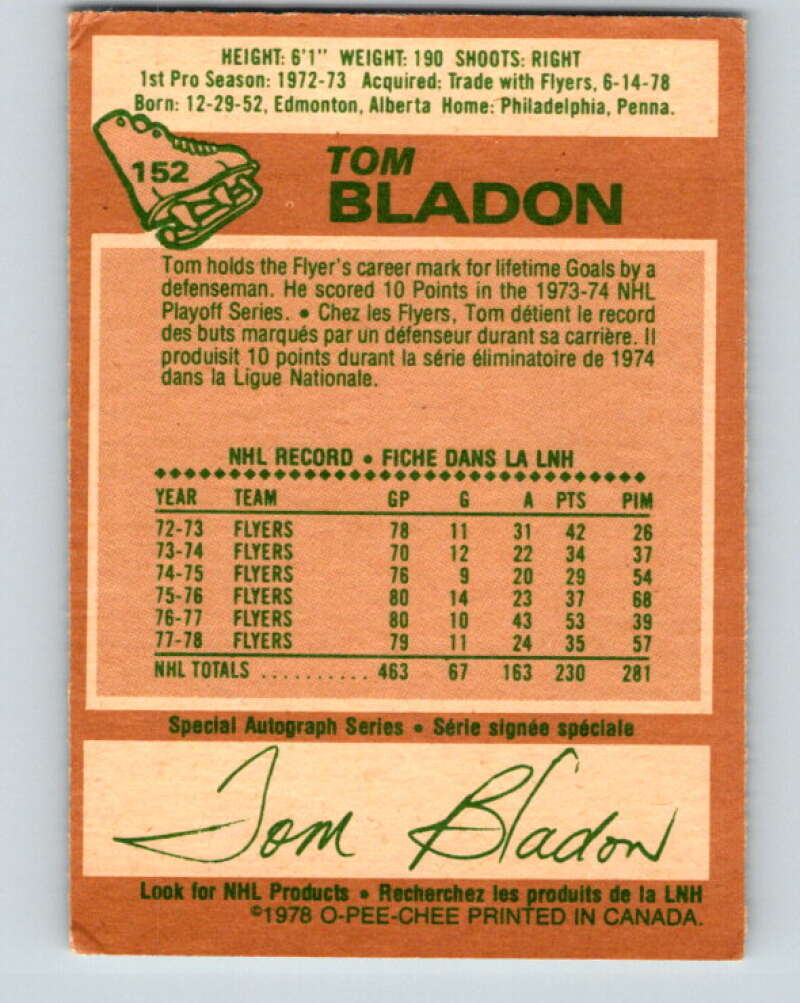 HEIGHT: 6'1" WEIGHT: 190 SHOOTS: RIGHT
1st Pro Season: 1972-73 Acquired: Trade with Flyers, 6-14-78
Born: 12-29-52, Edmonton, Alberta Home: Philadelphia, Penna.
152
TOM
BLADON
Tom holds the Flyer's career mark for lifetime Goals by a
defenseman. He scored 10 Points in the 1973-74 NHL
Playoff Series. • Chez les Flyers, Tom détient le record
des buts marqués par un défenseur durant sa carrière. Il
produisit 10 points durant la série éliminatoire de 1974
dans la Ligue Nationale.
NHL RECORD • FICHE DANS LA LNH
YEAR TEAM GP G A PTS PIM
72-73 FLYERS 78 11 31 42 26
73-74 FLYERS 70 12 22 34 37
74-75 FLYERS 76 9 20 29 54
75-76 FLYERS 80 14 23 37 68
76-77 FLYERS 80 10 43 53 39
77-78 FLYERS 79 11 24 35 57
NHL TOTALS .......... 463 67 163 230 281
Special Autograph Series • Série signée spéciale
Tom Bladon
Look for NHL Products • Recherchez les produits de la LNH
©1978 O-PEE-CHEE PRINTED IN CANADA.